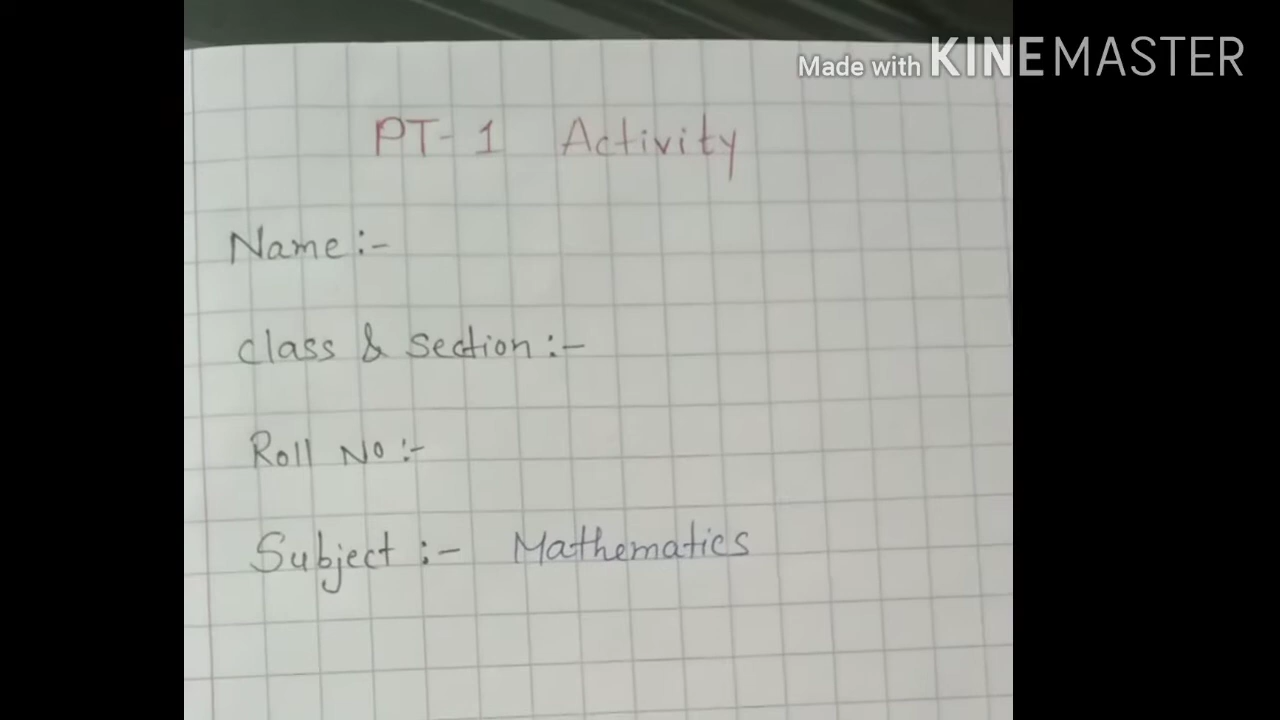 Made with KINEMASTER
PT- 1 Activity
Name :-
Class & Section :-
Roll No :-
Subject :- Mathematics